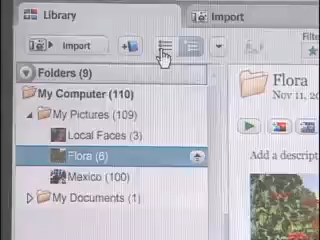 Library
Import
Import
Filte
Folders (9)
My Computer (110)
My Pictures (109)
Local Faces (3)
Flora (6)
Mexico (100)
My Documents (1)
Flora
Nov 11, 20
Add a descript